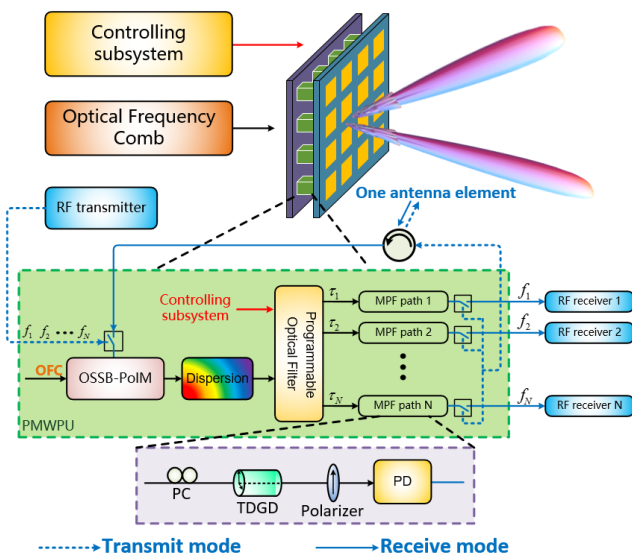 Controlling
subsystem
Optical Frequency
Comb
RF transmitter
One antenna element
Controlling
subsystem
f1 f2 ••• fN
OFC
OSSB-PolM
Dispersion
Programmable
Optical Filter
τ1
MPF path 1
f1
RF receiver 1
τ2
MPF path 2
f2
RF receiver 2
τN
MPF path N
fN
RF receiver N
PMWPU
PC
TDGD
Polarizer
PD
Transmit mode
Receive mode